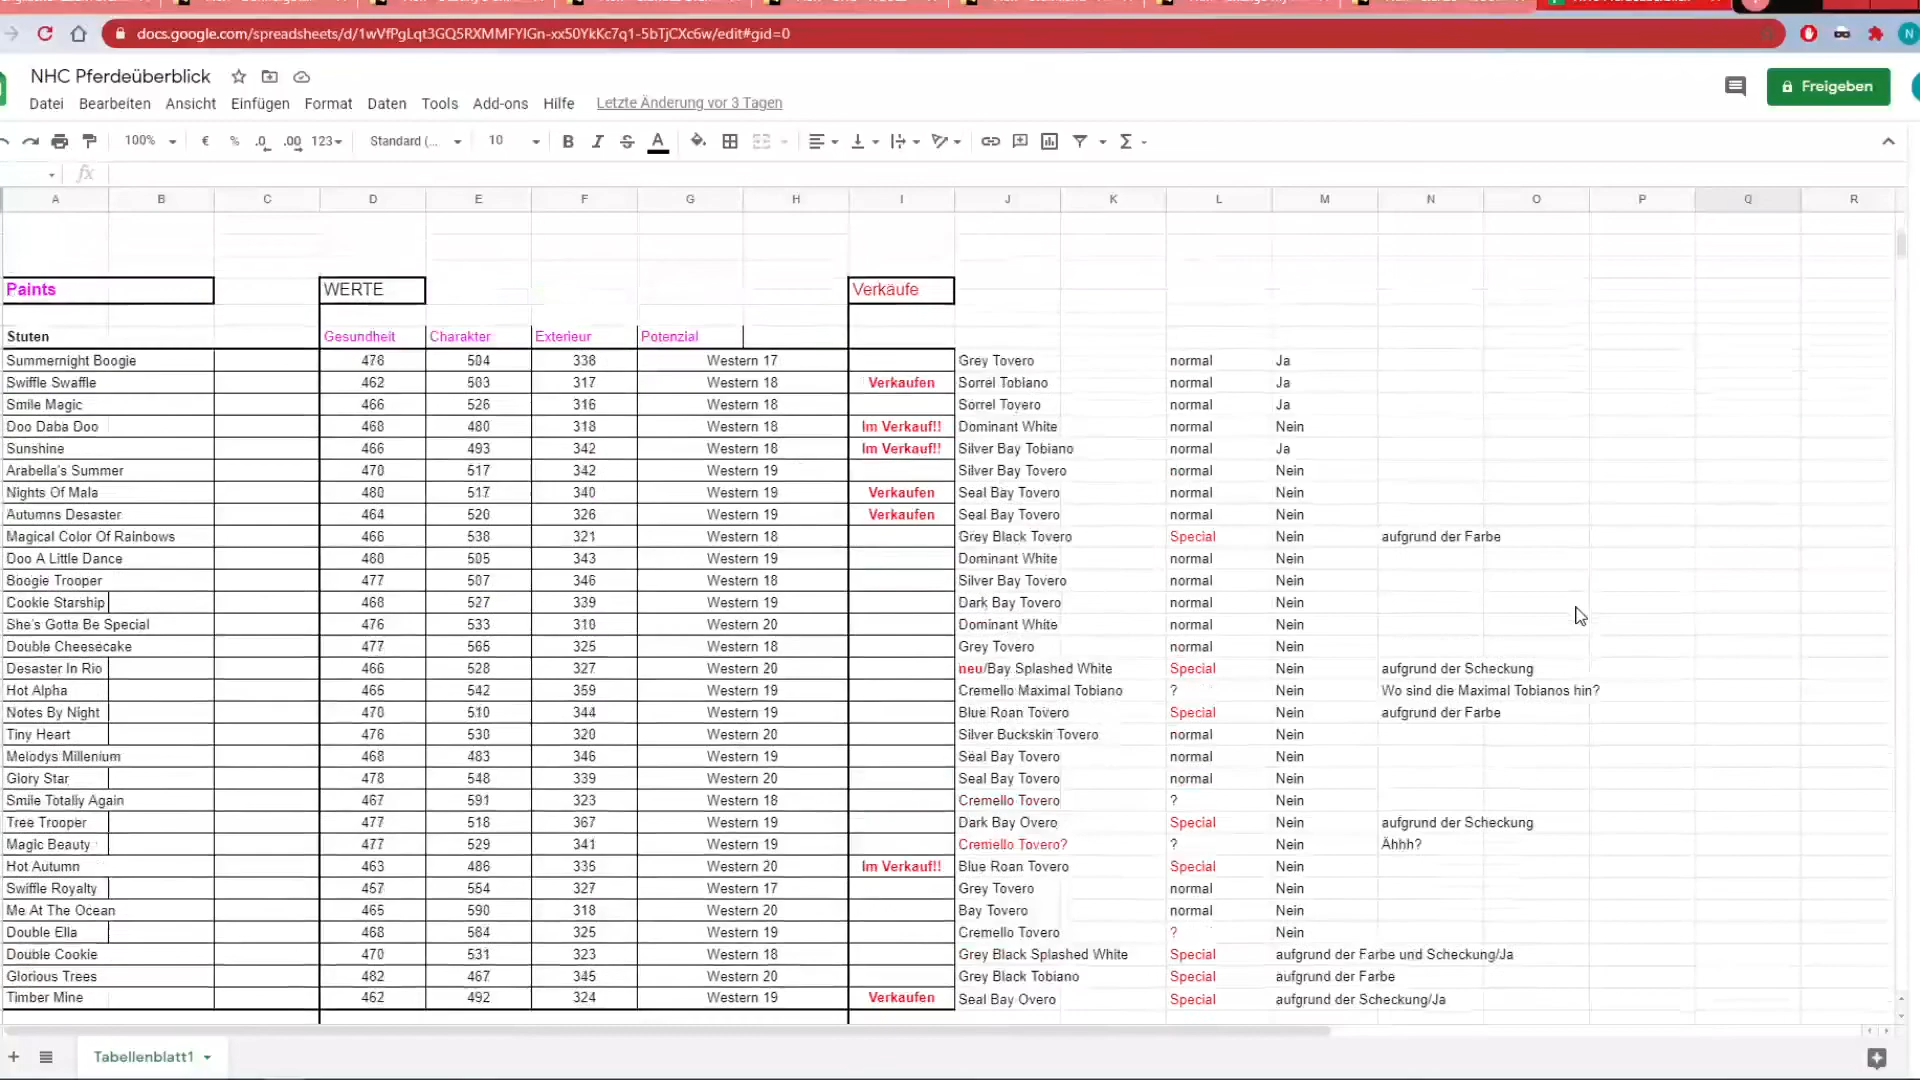 docs.google.com/spreadsheets/d/1wVfPgLqt3GQ5RXMMFYIGn-xx50YkKc7q1-5bTjCXc6w/edit#gid=0
NHC Pferdeüberblick
Datei Bearbeiten Ansicht Einfügen Format Daten Tools Add-ons Hilfe Letzte Änderung vor 3 Tagen
Freigeben
100% € % .0 .00 123 Standard (... 10 B I S A Σ
fx
A B C D E F G H I J K L M N O P Q R
Paints WERTE Verkäufe
Stuten Gesundheit Charakter Exterieur Potenzial
Summernight Boogie 476 504 338 Western 17 Grey Tovero normal Ja
Swiffle Swaffle 462 503 317 Western 18 Verkaufen Sorrel Tobiano normal Ja
Smile Magic 466 526 316 Western 18 Sorrel Tovero normal Ja
Doo Daba Doo 468 480 318 Western 18 Im Verkauf!! Dominant White normal Nein
Sunshine 466 493 342 Western 18 Im Verkauf!! Silver Bay Tobiano normal Ja
Arabella's Summer 470 517 342 Western 19 Silver Bay Tovero normal Nein
Nights Of Mala 480 517 340 Western 19 Verkaufen Seal Bay Tovero normal Nein
Autumns Desaster 464 520 326 Western 19 Verkaufen Seal Bay Tovero normal Nein
Magical Color Of Rainbows 466 538 321 Western 18 Grey Black Tovero Special Nein aufgrund der Farbe
Doo A Little Dance 460 505 343 Western 19 Dominant White normal Nein
Boogie Trooper 477 507 346 Western 18 Silver Bay Tovero normal Nein
Cookie Starship 468 527 339 Western 19 Dark Bay Tovero normal Nein
She's Gotta Be Special 476 533 310 Western 20 Dominant White normal Nein
Double Cheesecake 477 565 325 Western 18 Grey Tovero normal Nein
Desaster In Rio 466 528 327 Western 20 neu/Bay Splashed White Special Nein aufgrund der Scheckung
Hot Alpha 465 542 359 Western 19 Cremello Maximal Tobiano ? Nein Wo sind die Maximal Tobianos hin?
Notes By Night 470 510 344 Western 19 Blue Roan Tovero Special Nein aufgrund der Farbe
Tiny Heart 476 530 320 Western 20 Silver Buckskin Tovero normal Nein
Melodys Millenium 468 483 346 Western 19 Seal Bay Tovero normal Nein
Glory Star 478 548 339 Western 20 Seal Bay Tovero normal Nein
Smile Totally Again 467 591 323 Western 18 Cremello Tovero ? Nein
Tree Trooper 477 518 367 Western 19 Dark Bay Overo Special Nein aufgrund der Scheckung
Magic Beauty 477 529 341 Western 19 Cremello Tovero? ? Nein Ähhh?
Hot Autumn 463 486 335 Western 20 Im Verkauf!! Blue Roan Tovero Special Nein
Swiffle Royalty 457 554 327 Western 17 Grey Tovero normal Nein
Me At The Ocean 465 590 318 Western 20 Bay Tovero normal Nein
Double Ella 468 564 325 Western 19 Cremello Tovero ? Nein
Double Cookie 470 531 323 Western 18 Grey Black Splashed White Special aufgrund der Farbe und Scheckung/Ja
Glorious Trees 482 467 345 Western 20 Grey Black Tobiano Special aufgrund der Farbe
Timber Mine 462 492 324 Western 19 Verkaufen Seal Bay Overo Special aufgrund der Scheckung/Ja
Tabellenblatt1